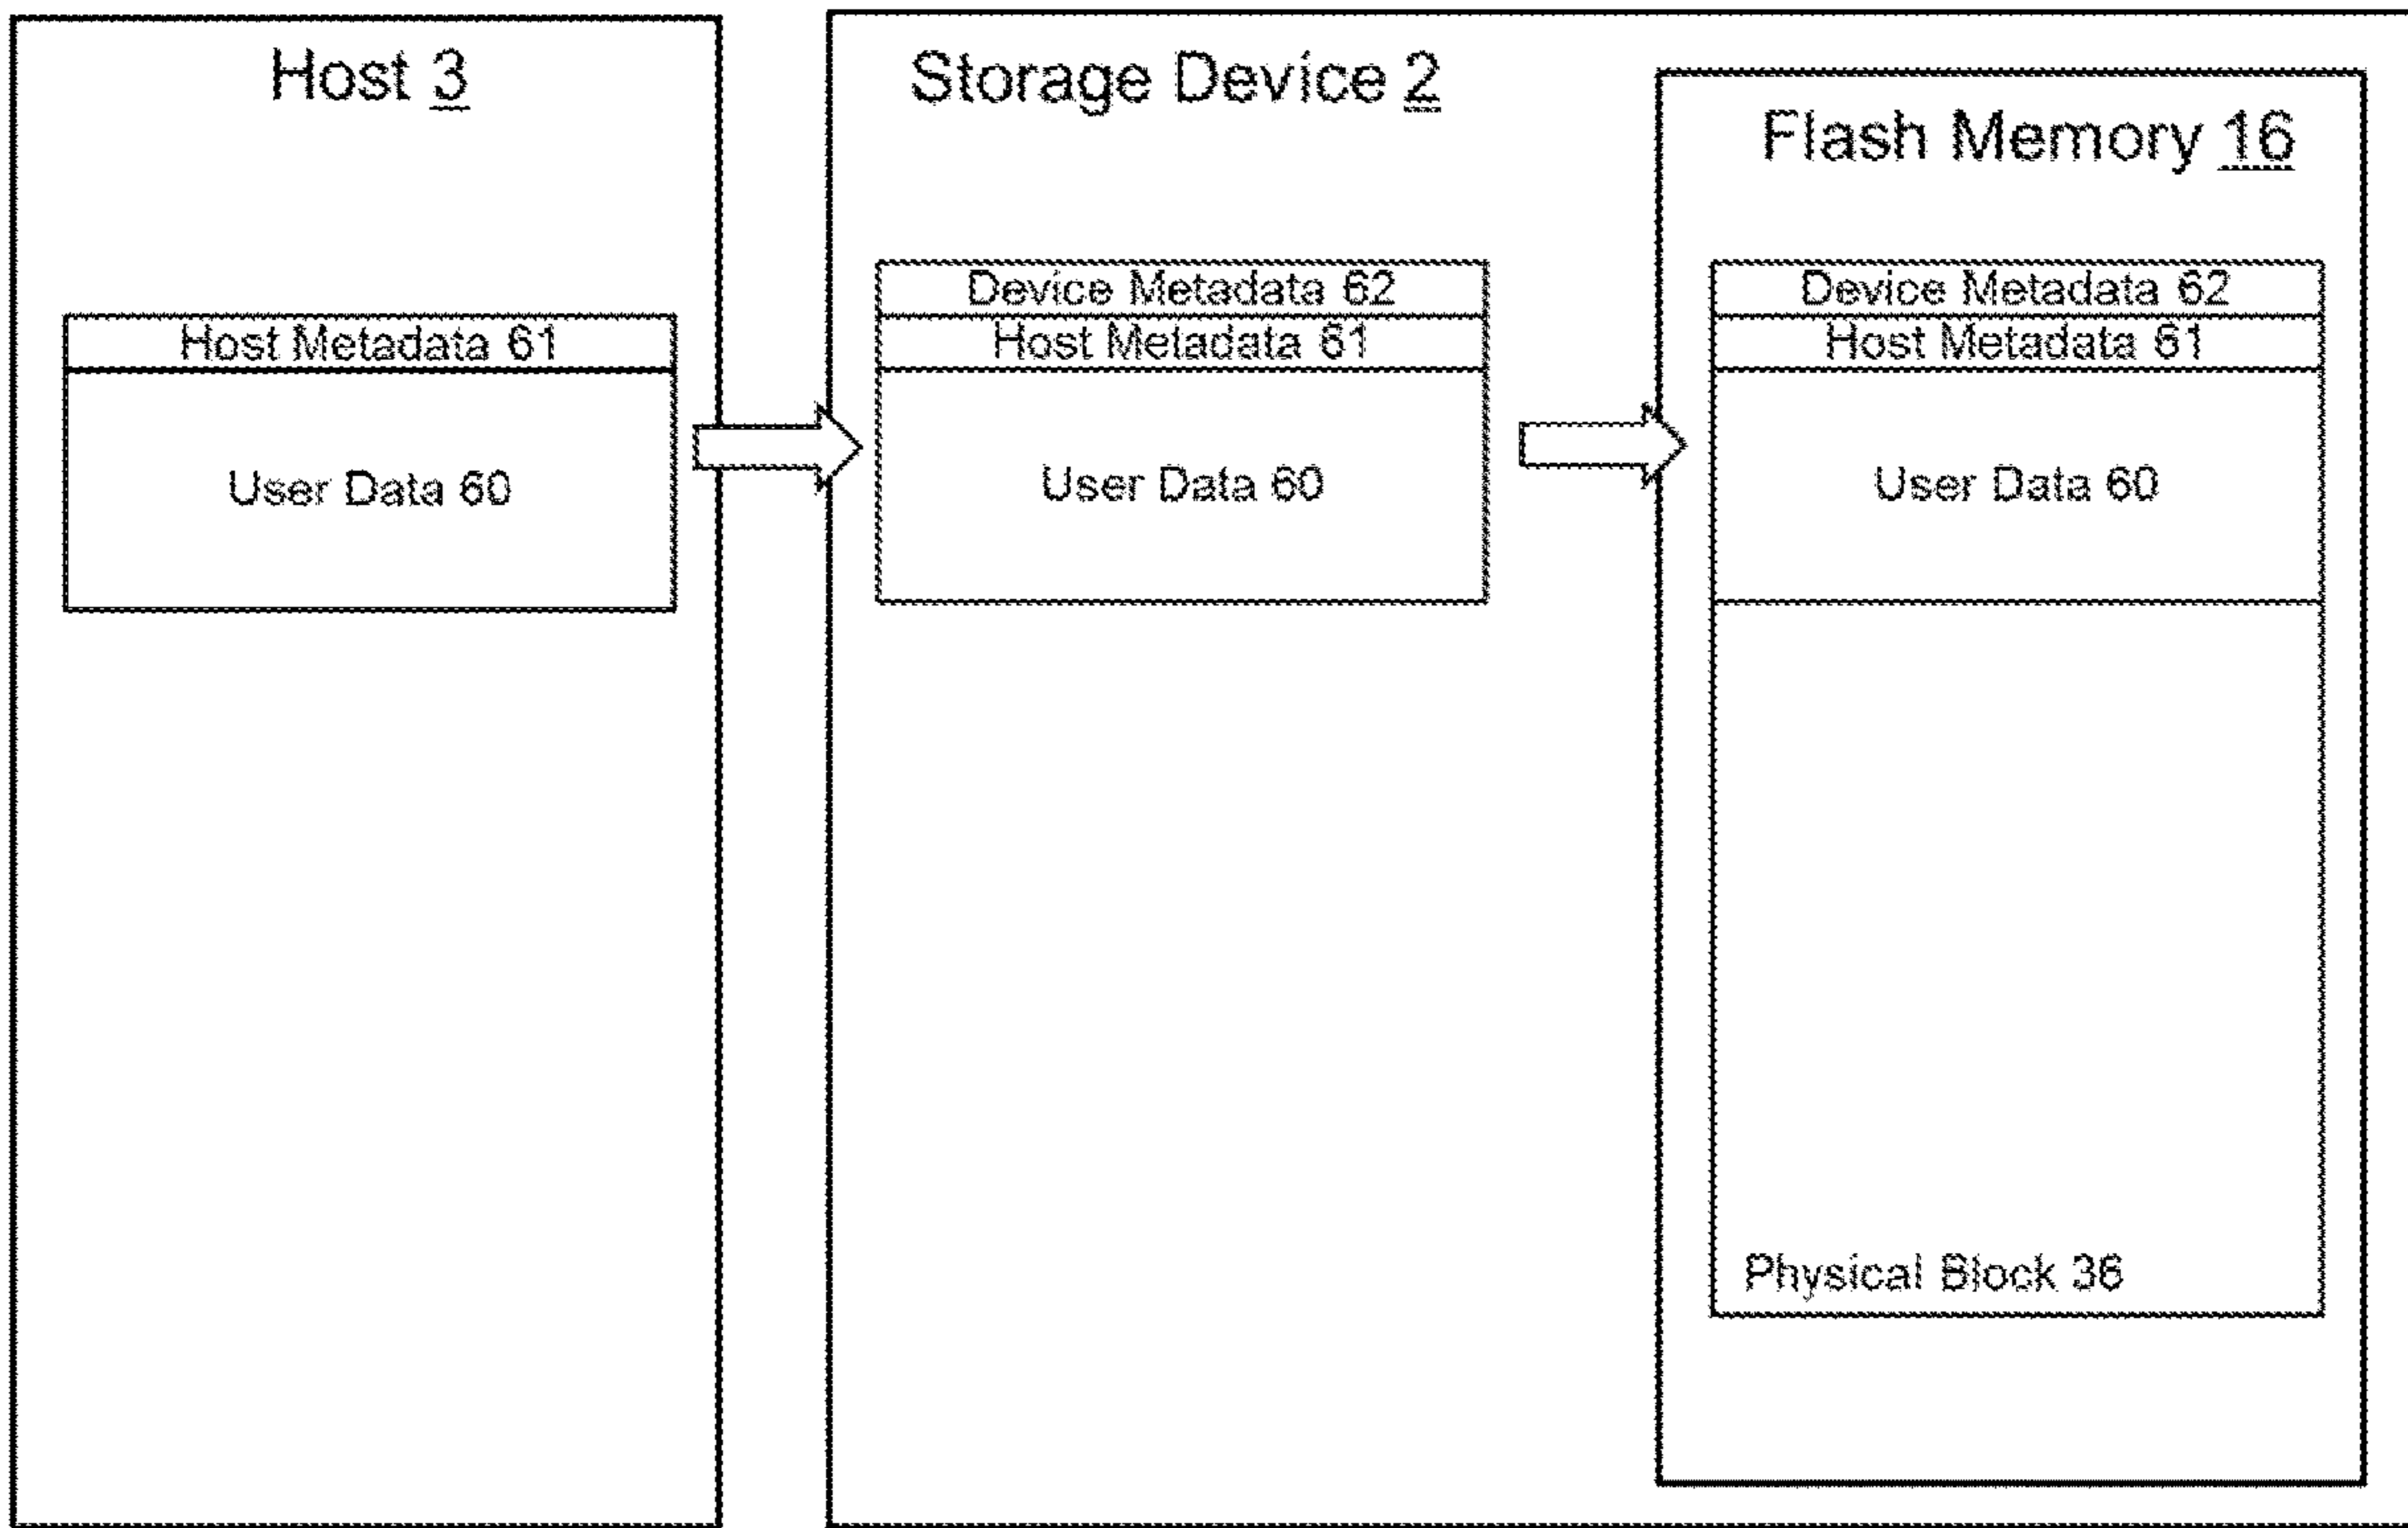 Host 3
Host Metadata 61
User Data 60
Storage Device 2
Device Metadata 62
Host Metadata 61
User Data 60
Flash Memory 16
Device Metadata 62
Host Metadata 61
User Data 60
Physical Block 36